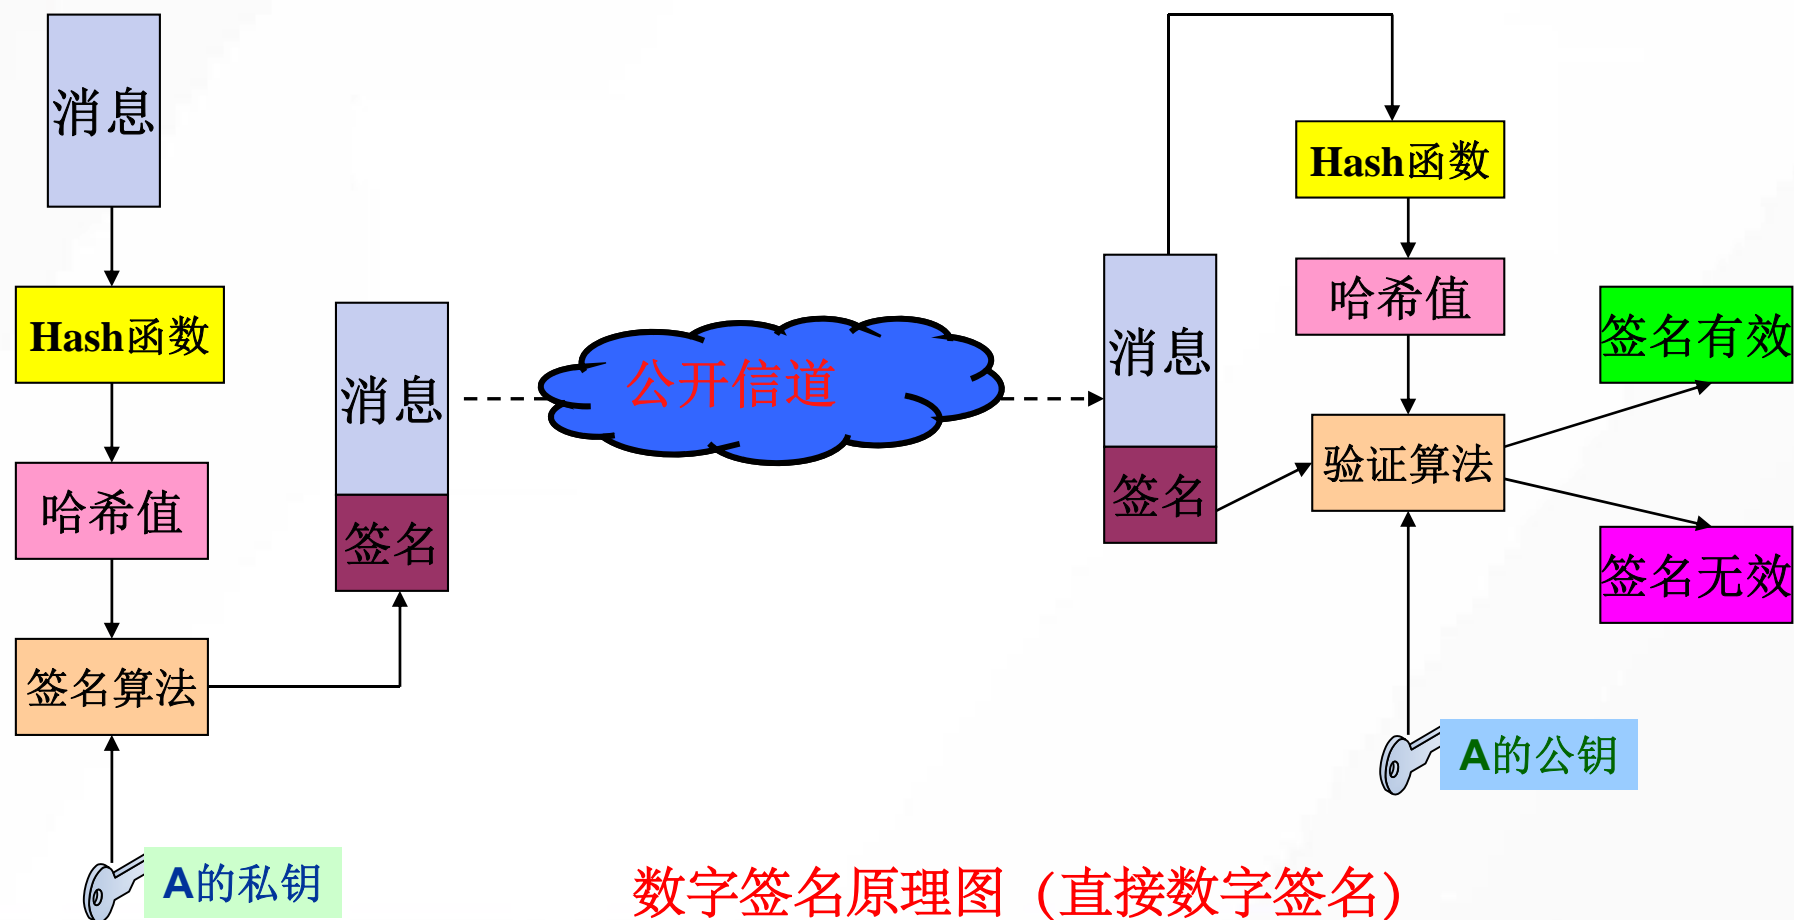 消息
Hash函数
哈希值
签名算法
A的私钥
消息
签名
公开信道
消息
签名
Hash函数
哈希值
验证算法
A的公钥
签名有效
签名无效
数字签名原理图（直接数字签名）